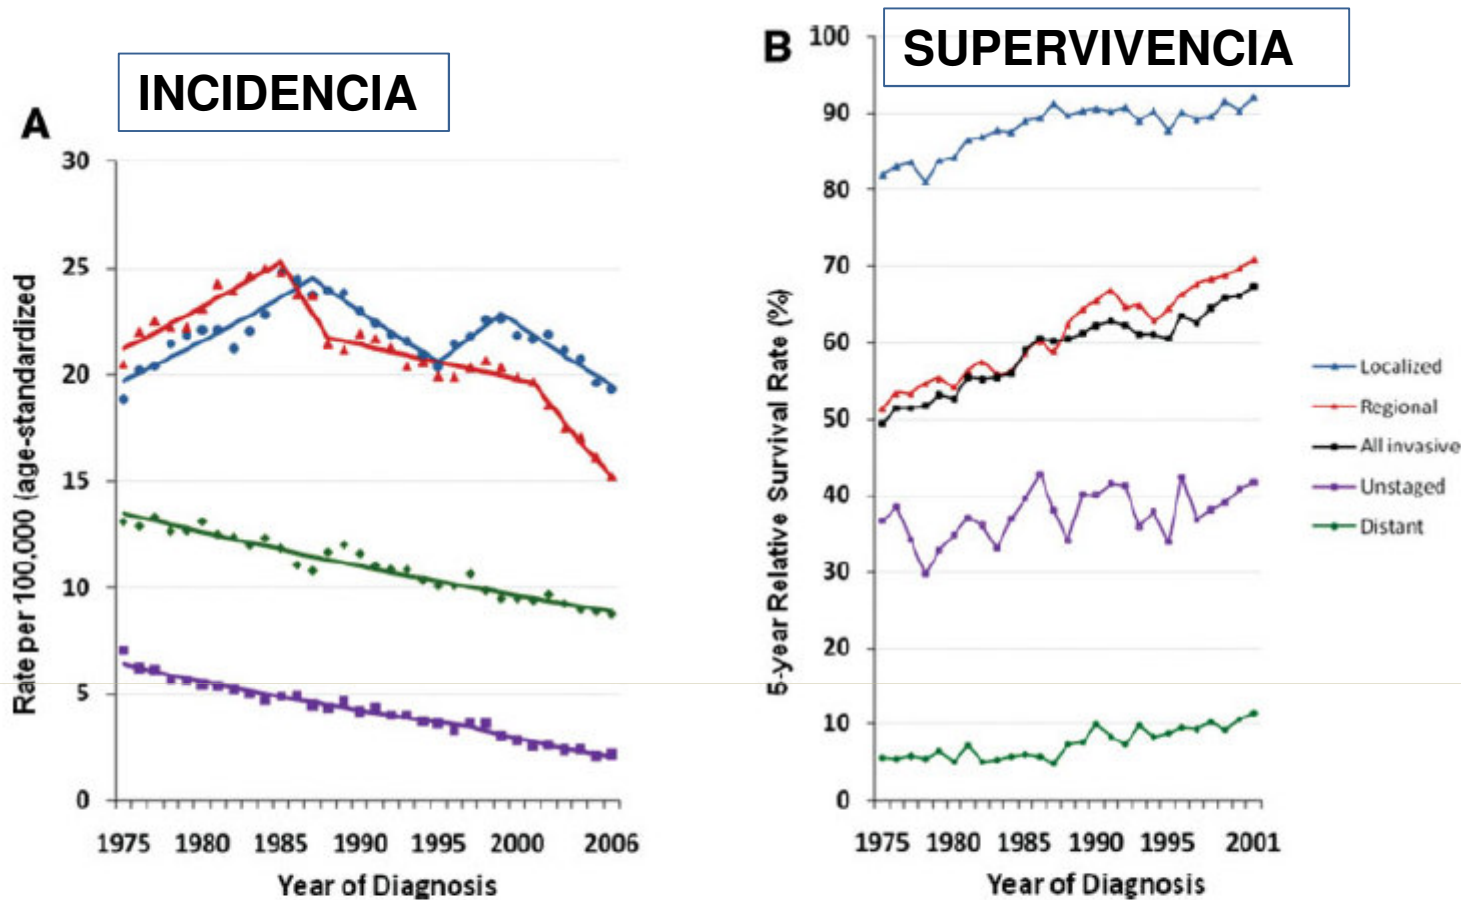 INCIDENCIA
A
Rate per 100,000 (age-standardized
30
25
20
15
10
5
0
1975 1980 1985 1990 1995 2000 2006
Year of Diagnosis
B
SUPERVIVENCIA
5-year Relative Survival Rate (%)
100
90
80
70
60
50
40
30
20
10
0
1975 1980 1985 1990 1995 2001
Year of Diagnosis
Localized
Regional
All invasive
Unstaged
Distant